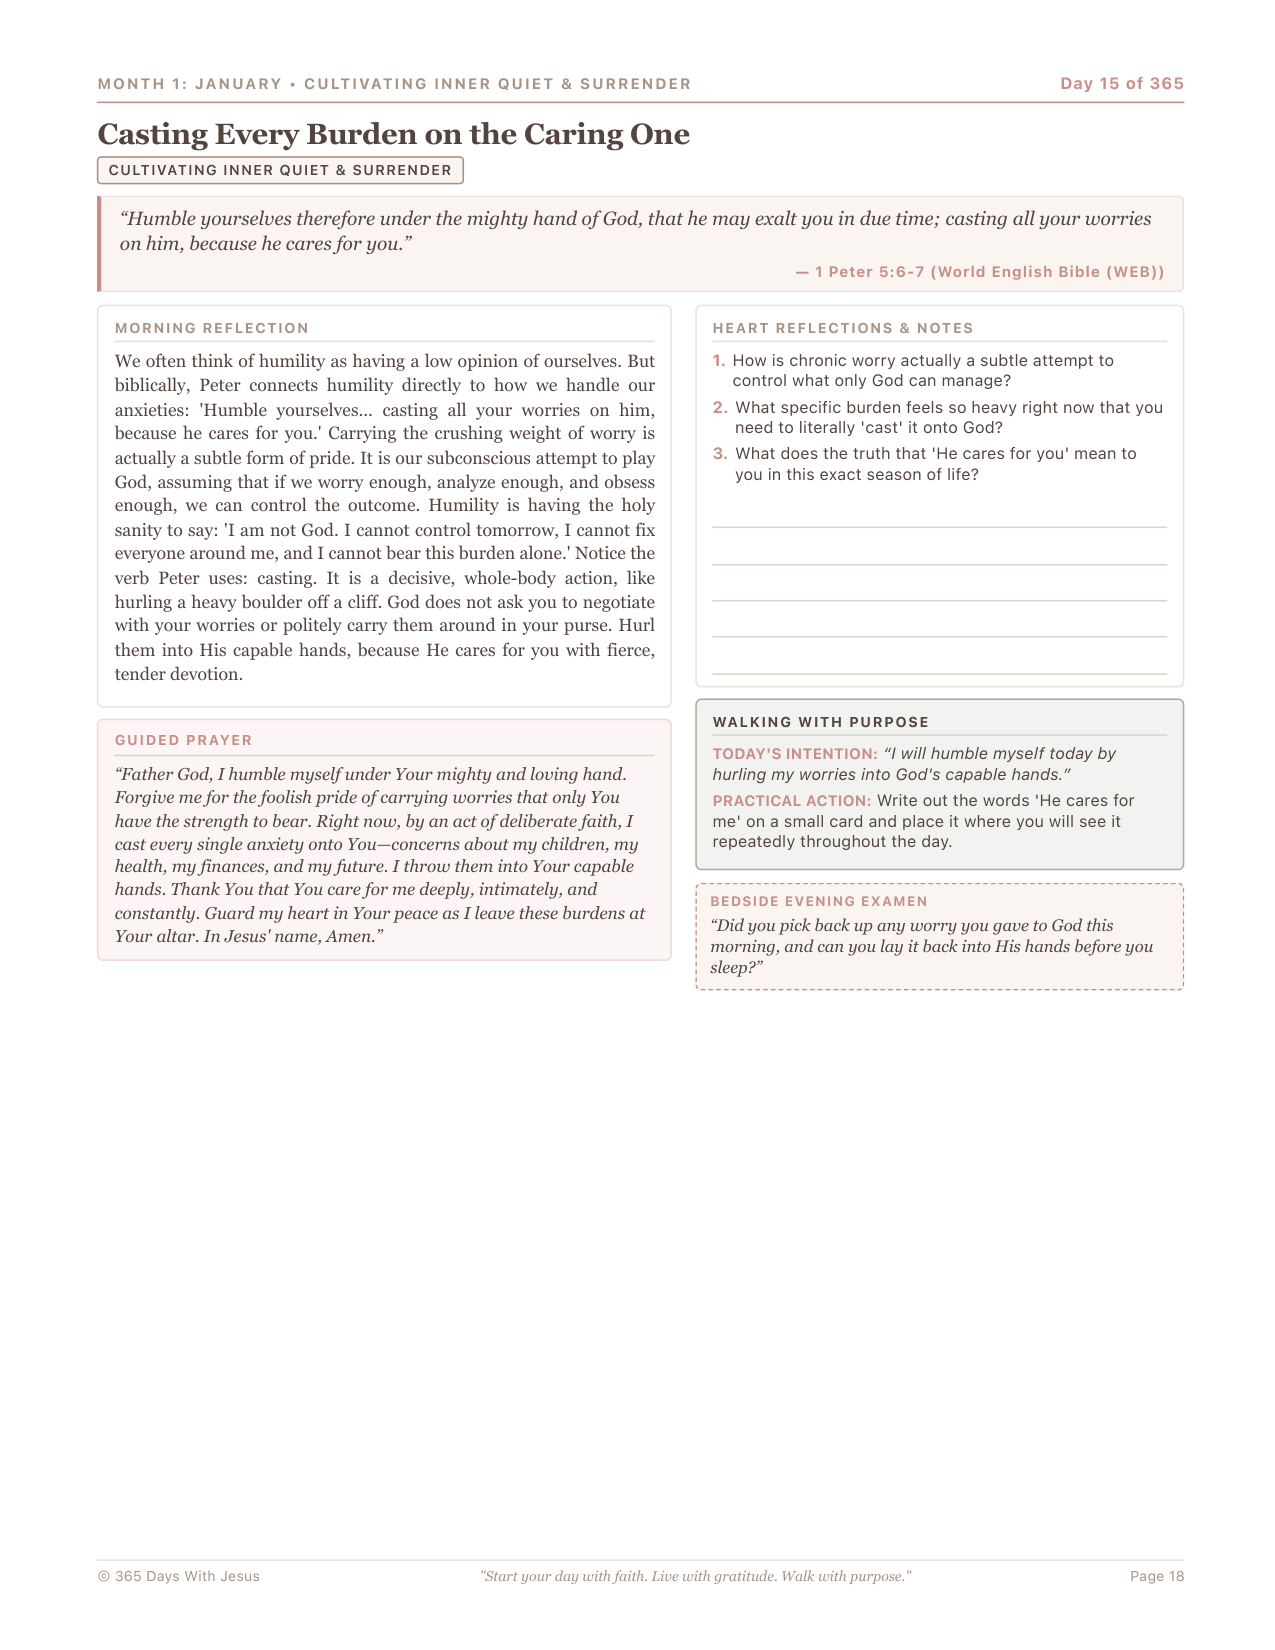 MONTH 1: JANUARY • CULTIVATING INNER QUIET & SURRENDER
Day 15 of 365
Casting Every Burden on the Caring One
CULTIVATING INNER QUIET & SURRENDER
“Humble yourselves therefore under the mighty hand of God, that he may exalt you in due time; casting all your worries
on him, because he cares for you.”
— 1 Peter 5:6-7 (World English Bible (WEB))
MORNING REFLECTION
We often think of humility as having a low opinion of ourselves. But
biblically, Peter connects humility directly to how we handle our
anxieties: 'Humble yourselves... casting all your worries on him,
because he cares for you.' Carrying the crushing weight of worry is
actually a subtle form of pride. It is our subconscious attempt to play
God, assuming that if we worry enough, analyze enough, and obsess
enough, we can control the outcome. Humility is having the holy
sanity to say: 'I am not God. I cannot control tomorrow, I cannot fix
everyone around me, and I cannot bear this burden alone.' Notice the
verb Peter uses: casting. It is a decisive, whole-body action, like
hurling a heavy boulder off a cliff. God does not ask you to negotiate
with your worries or politely carry them around in your purse. Hurl
them into His capable hands, because He cares for you with fierce,
tender devotion.
GUIDED PRAYER
“Father God, I humble myself under Your mighty and loving hand.
Forgive me for the foolish pride of carrying worries that only You
have the strength to bear. Right now, by an act of deliberate faith, I
cast every single anxiety onto You—concerns about my children, my
health, my finances, and my future. I throw them into Your capable
hands. Thank You that You care for me deeply, intimately, and
constantly. Guard my heart in Your peace as I leave these burdens at
Your altar. In Jesus' name, Amen.”
HEART REFLECTIONS & NOTES
1. How is chronic worry actually a subtle attempt to
control what only God can manage?
2. What specific burden feels so heavy right now that you
need to literally 'cast' it onto God?
3. What does the truth that 'He cares for you' mean to
you in this exact season of life?
WALKING WITH PURPOSE
TODAY'S INTENTION: “I will humble myself today by
hurling my worries into God's capable hands.”
PRACTICAL ACTION: Write out the words 'He cares for
me' on a small card and place it where you will see it
repeatedly throughout the day.
BEDSIDE EVENING EXAMEN
“Did you pick back up any worry you gave to God this
morning, and can you lay it back into His hands before you
sleep?”
© 365 Days With Jesus
"Start your day with faith. Live with gratitude. Walk with purpose."
Page 18